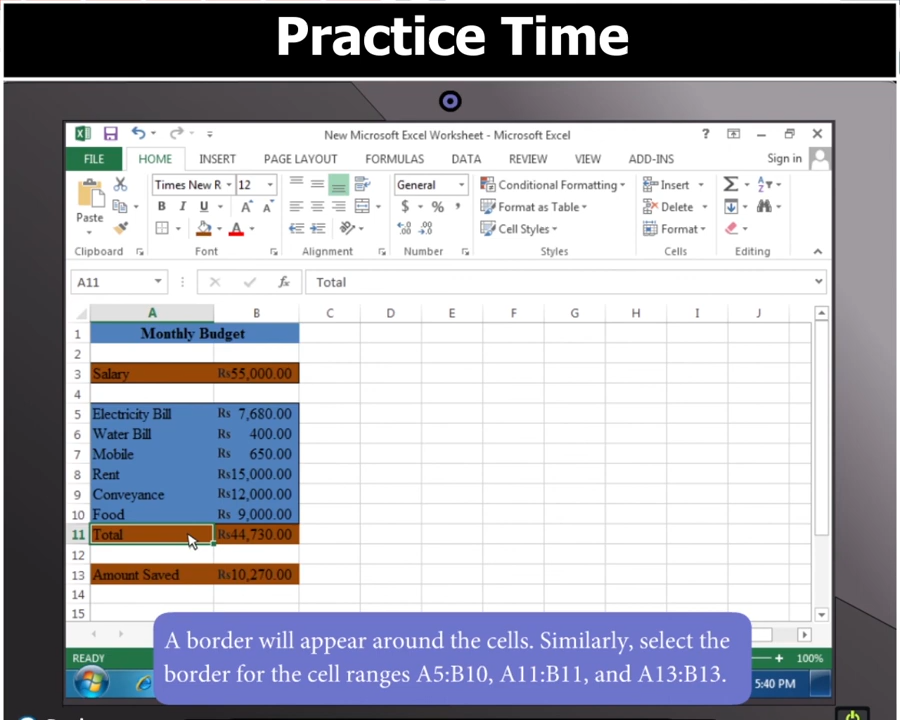 Practice Time
New Microsoft Excel Worksheet - Microsoft Excel
?
FILE HOME INSERT PAGE LAYOUT FORMULAS DATA REVIEW VIEW ADD-INS Sign in
Paste
Times New R 12
B I U A A
A
General
$ % ,
Conditional Formatting
Format as Table
Cell Styles
Insert
Delete
Format
Clipboard Font Alignment Number Styles Cells Editing
A11 fx Total
A B C D E F G H I J
1 Monthly Budget
2
3 Salary Rs55,000.00
4
5 Electricity Bill Rs 7,680.00
6 Water Bill Rs 400.00
7 Mobile Rs 650.00
8 Rent Rs15,000.00
9 Conveyance Rs12,000.00
10 Food Rs 9,000.00
11 Total Rs44,730.00
12
13 Amount Saved Rs10,270.00
14
15
A border will appear around the cells. Similarly, select the
border for the cell ranges A5:B10, A11:B11, and A13:B13.
READY + 100%
5:40 PM